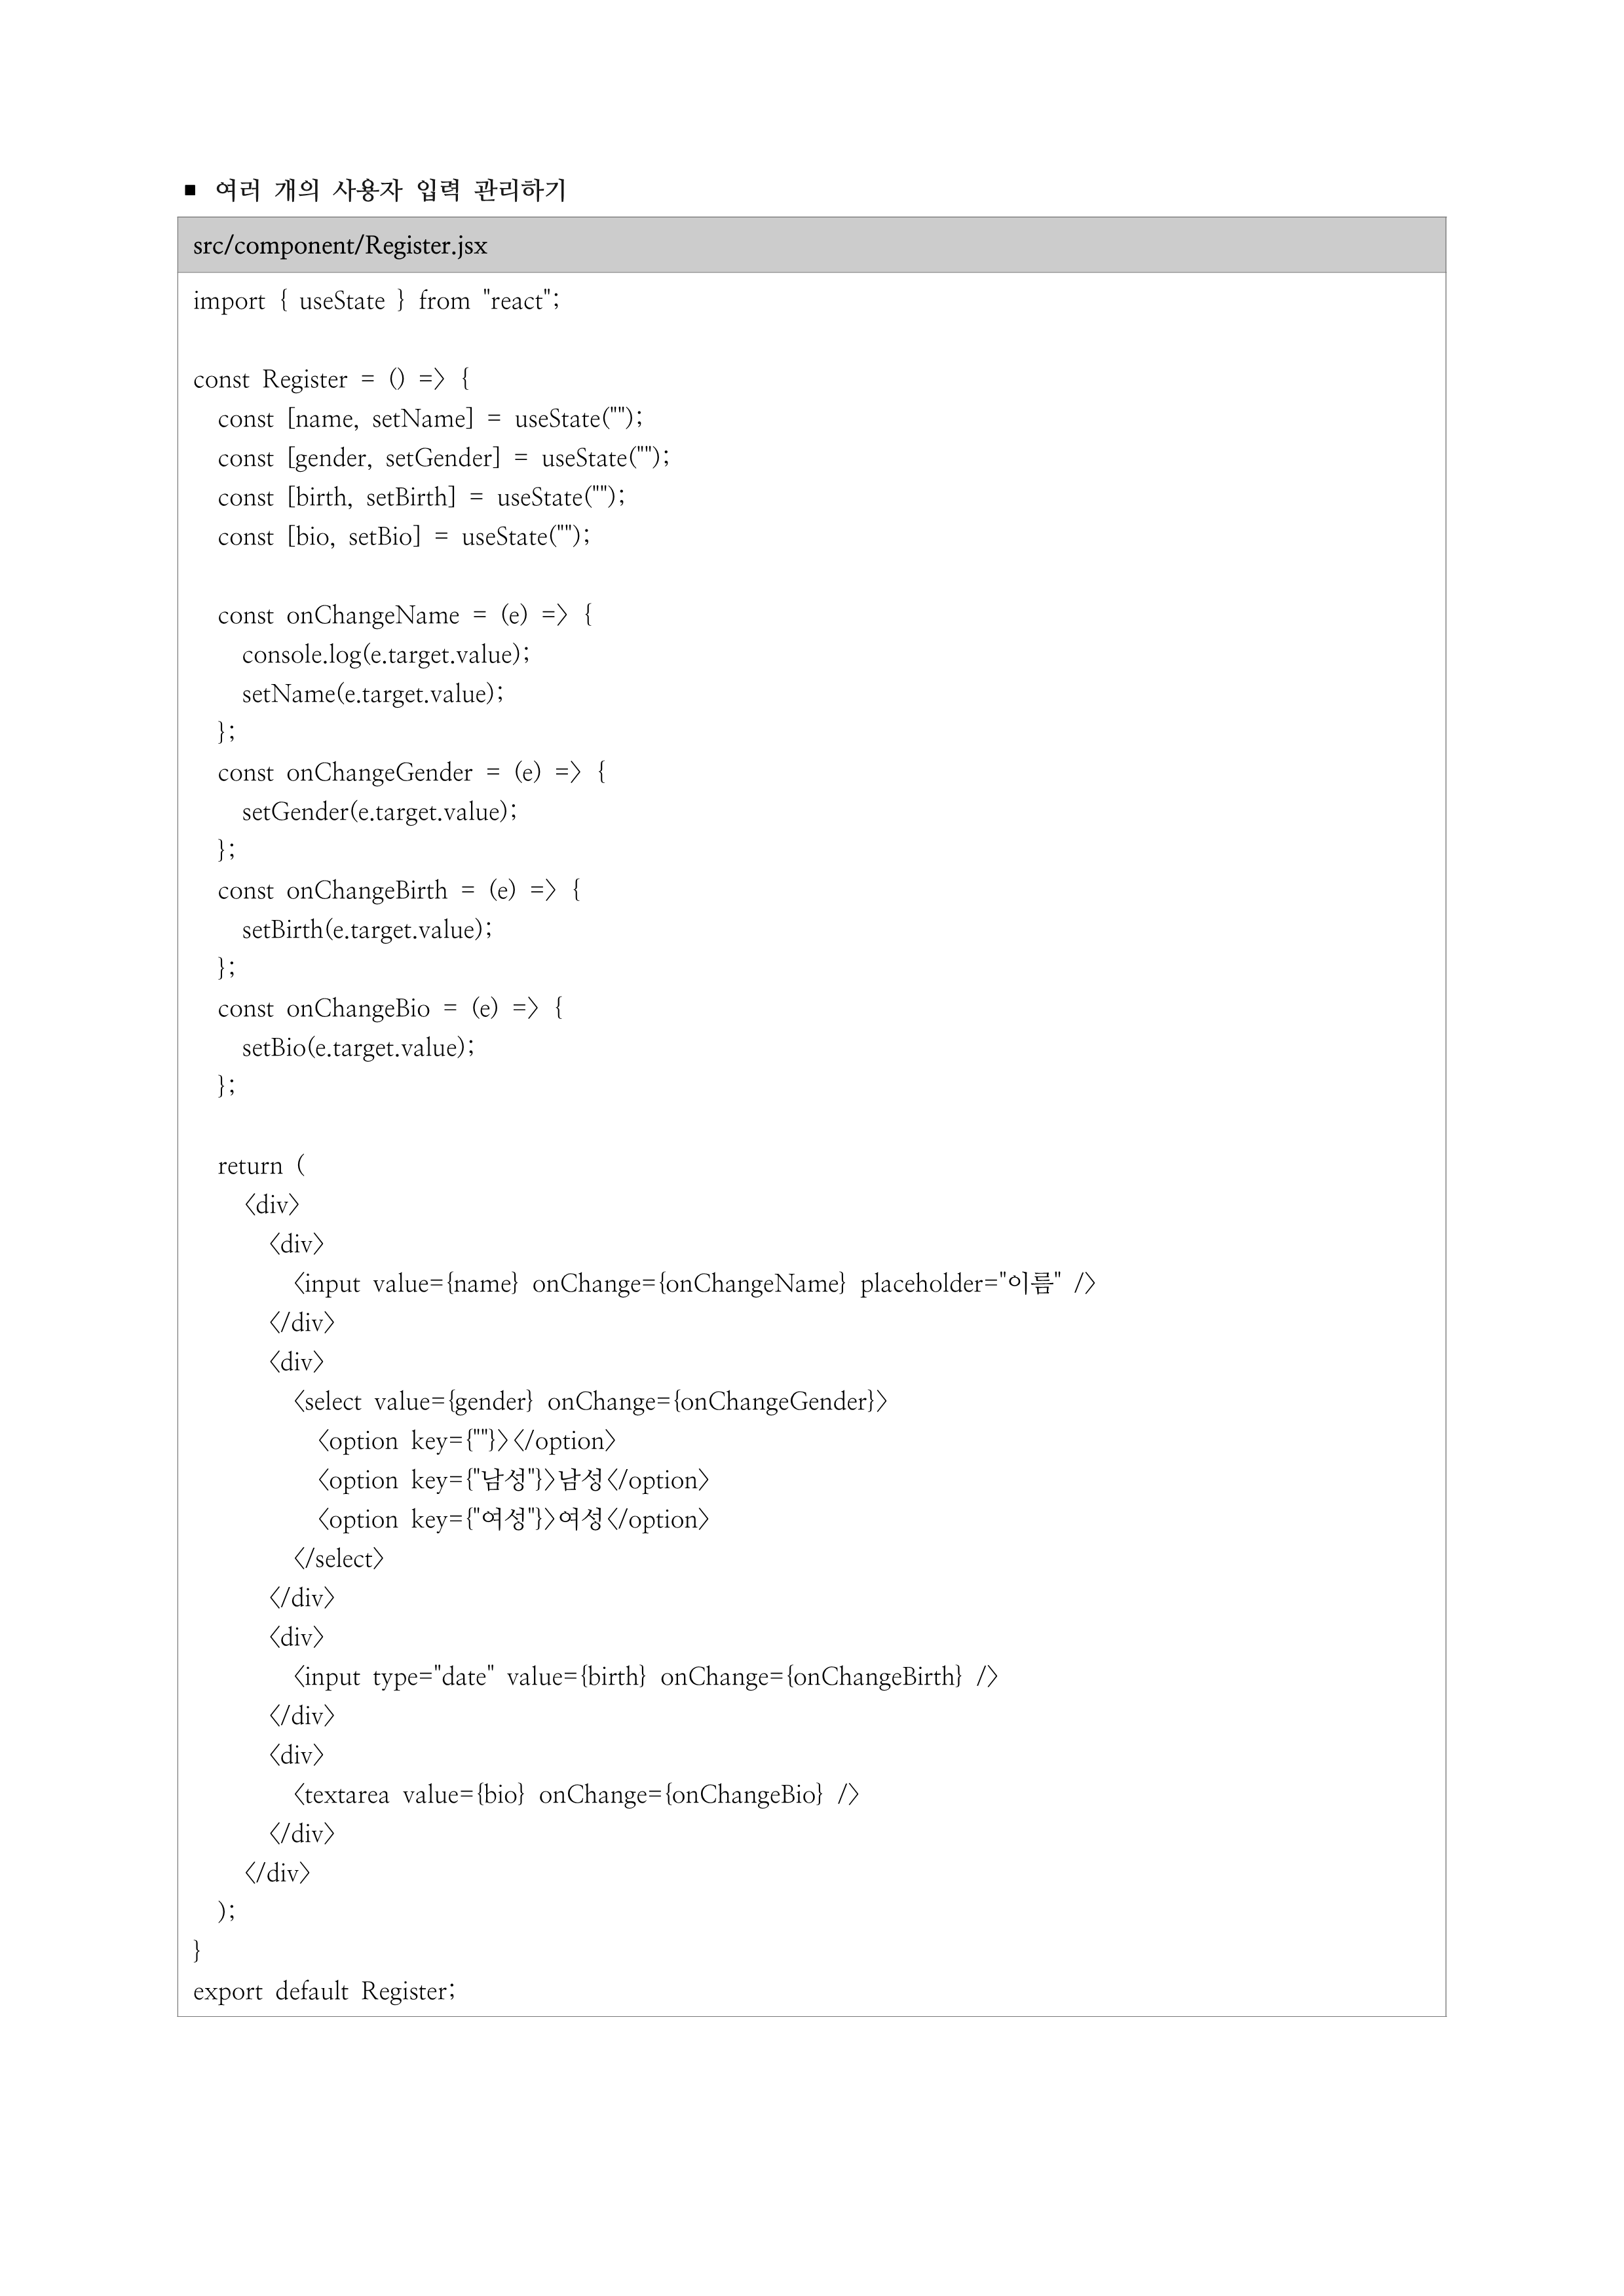 ▪ 여러 개의 사용자 입력 관리하기
src/component/Register.jsx
import { useState } from "react";
const Register = () => {
const [name, setName] = useState("");
const [gender, setGender] = useState("");
const [birth, setBirth] = useState("");
const [bio, setBio] = useState("");
const onChangeName = (e) => {
console.log(e.target.value);
setName(e.target.value);
};
const onChangeGender = (e) => {
setGender(e.target.value);
};
const onChangeBirth = (e) => {
setBirth(e.target.value);
};
const onChangeBio = (e) => {
setBio(e.target.value);
};
return (
<div>
<div>
<input value={name} onChange={onChangeName} placeholder="이름" />
</div>
<div>
<select value={gender} onChange={onChangeGender}>
<option key={""}></option>
<option key={"남성"}>남성</option>
<option key={"여성"}>여성</option>
</select>
</div>
<div>
<input type="date" value={birth} onChange={onChangeBirth} />
</div>
<div>
<textarea value={bio} onChange={onChangeBio} />
</div>
</div>
);
}
export default Register;